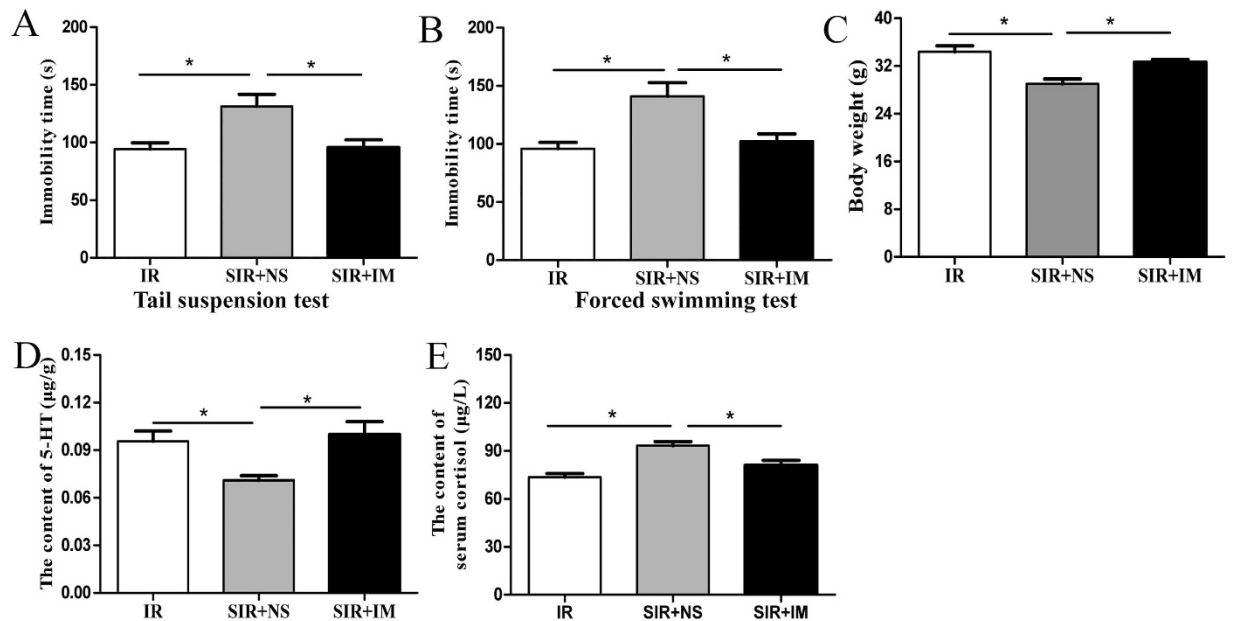 A
Immobility time (s)
200
150
100
50
0
*
*
IR
SIR+NS
SIR+IM
Tail suspension test
B
Immobility time (s)
200
150
100
50
0
*
*
IR
SIR+NS
SIR+IM
Forced swimming test
C
Body weight (g)
40
32
24
16
8
0
*
*
IR
SIR+NS
SIR+IM
D
The content of 5-HT (μg/g)
0.15
0.12
0.09
0.06
0.03
0.00
*
*
IR
SIR+NS
SIR+IM
E
The content of
serum cortisol (μg/L)
150
120
90
60
30
0
*
*
IR
SIR+NS
SIR+IM